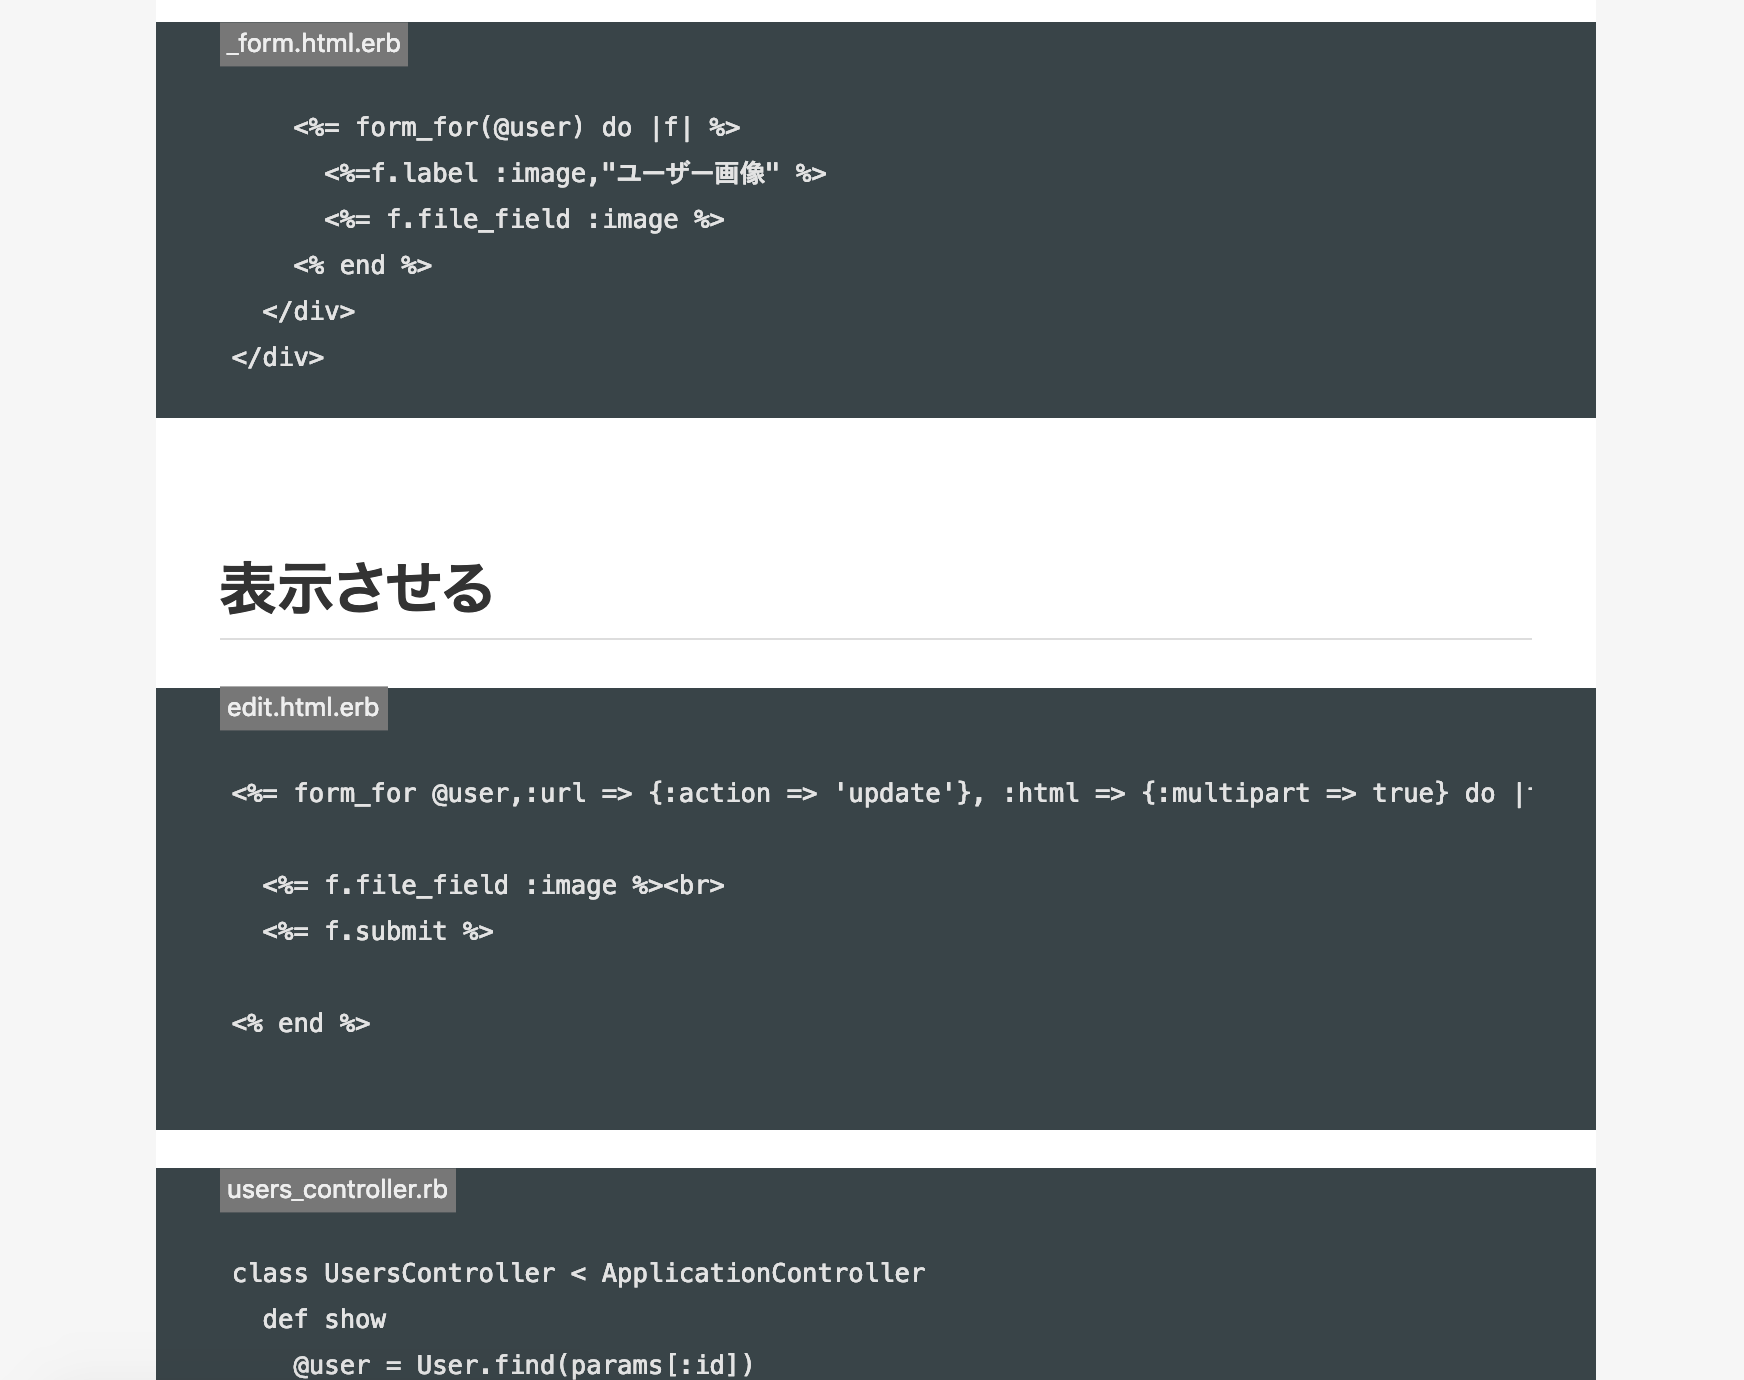 _form.html.erb
<%= form_for(@user) do |f| %>
<%=f.label :image,"ユーザー画像" %>
<%= f.file_field :image %>
<% end %>
</div>
</div>
表示させる
edit.html.erb
<%= form_for @user,:url => {:action => 'update'}, :html => {:multipart => true} do |
<%= f.file_field :image %><br>
<%= f.submit %>
<% end %>
users_controller.rb
class UsersController < ApplicationController
def show
@user = User.find(params[:id])